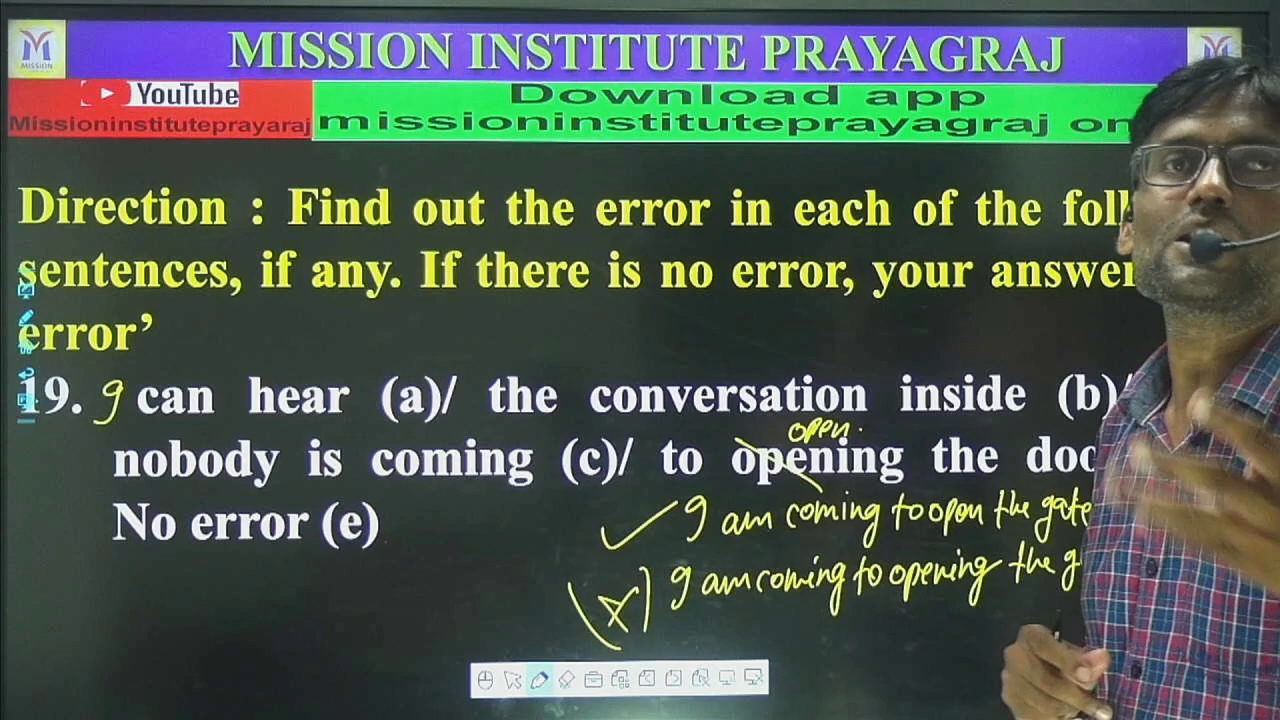 MISSION INSTITUTE PRAYAGRAJ
MISSION
YouTube
Download app
Missioninstituteprayaraj
missioninstituteprayagraj on
Direction : Find out the error in each of the foll
sentences, if any. If there is no error, your answer
error’
19. I can hear (a)/ the conversation inside (b)/
open.
nobody is coming (c)/ to opening the doo
No error (e)
I am coming to open the gate
(x) I am coming to opening the g